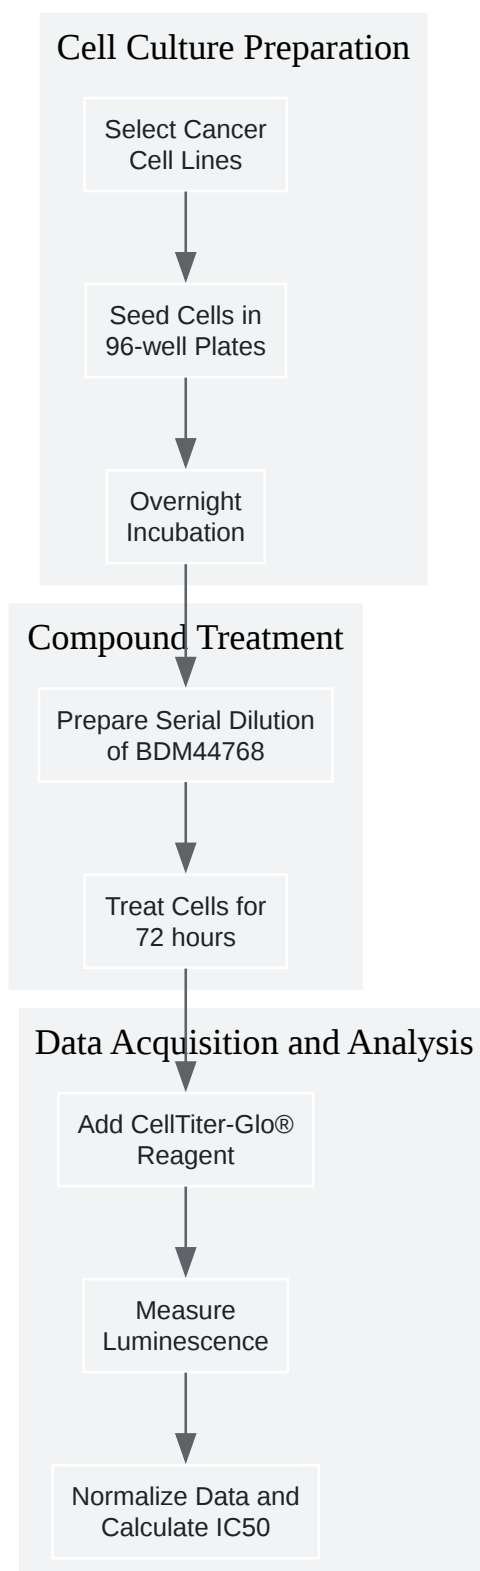 Cell Culture Preparation
Select Cancer
Cell Lines
Seed Cells in
96-well Plates
Overnight
Incubation
Compound Treatment
Prepare Serial Dilution
of BDM44768
Treat Cells for
72 hours
Data Acquisition and Analysis
Add CellTiter-Glo®
Reagent
Measure
Luminescence
Normalize Data and
Calculate IC50